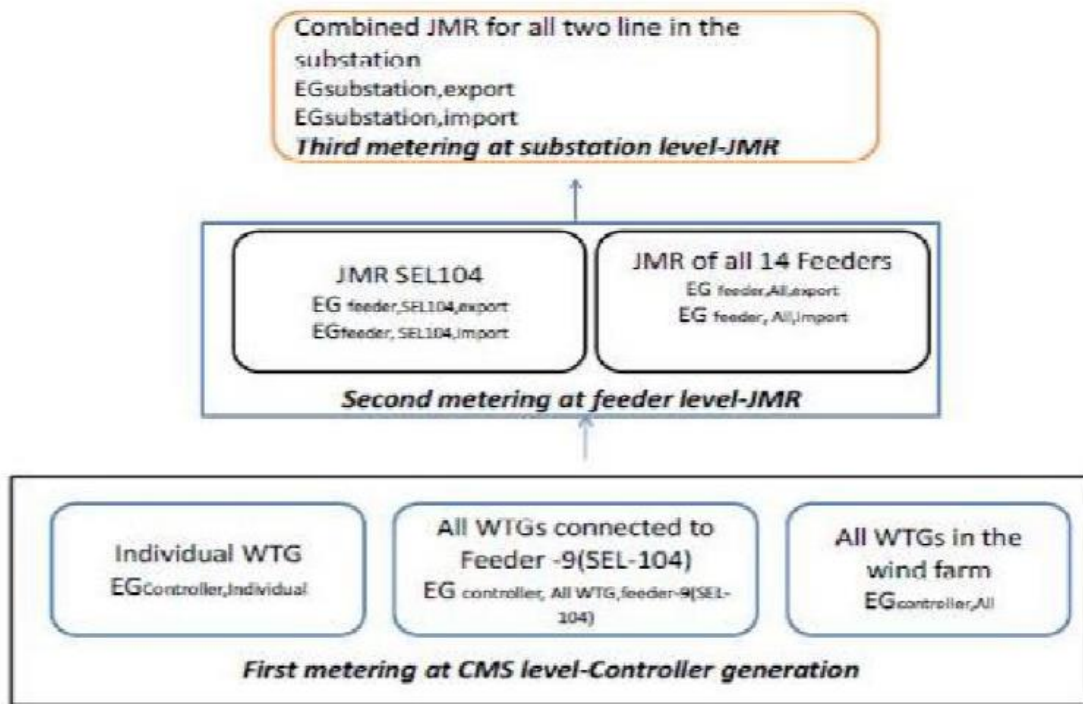 Combined JMR for all two line in the
substation
EGsubstation,export
EGsubstation,import
Third metering at substation level-JMR
JMR SEL104
EG feeder,SEL104,export
EGfeeder, SEL104,import
JMR of all 14 Feeders
EG feeder,All,export
EG feeder, All,import
Second metering at feeder level-JMR
Individual WTG
EGController,Individual
All WTGs connected to
Feeder -9(SEL-104)
EG controller, All WTG,feeder-9(SEL-
104)
All WTGs in the
wind farm
EGcontroller,All
First metering at CMS level-Controller generation